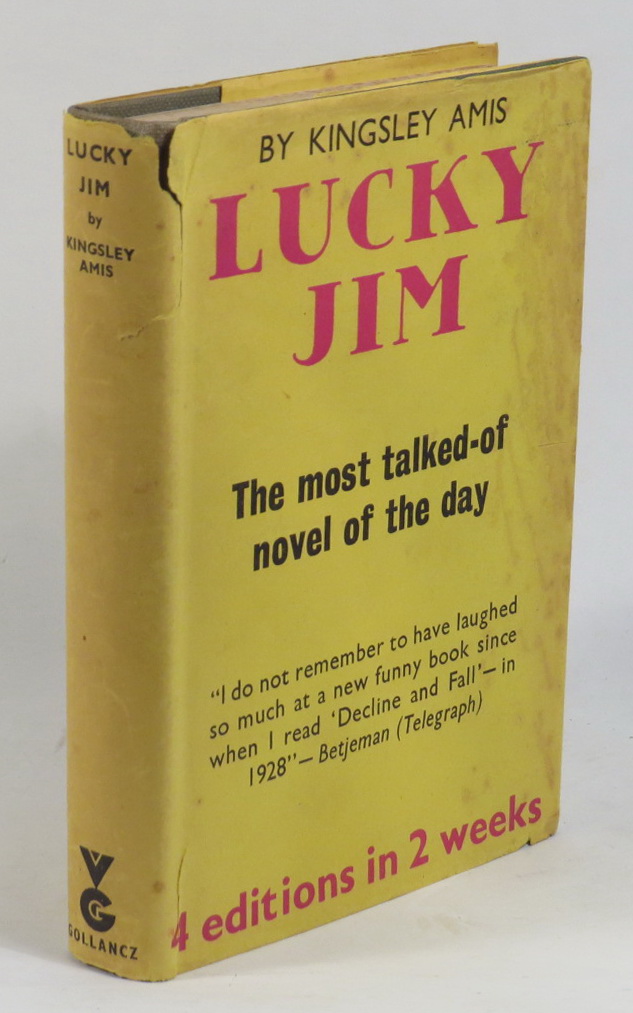 LUCKY
JIM
by
KINGSLEY
AMIS
VG
GOLLANCZ
BY KINGSLEY AMIS
LUCKY
JIM
The most talked-of
novel of the day
"I do not remember to have laughed
so much at a new funny book since
when I read 'Decline and Fall'—in
1928"—Betjeman (Telegraph)
4 editions in 2 weeks